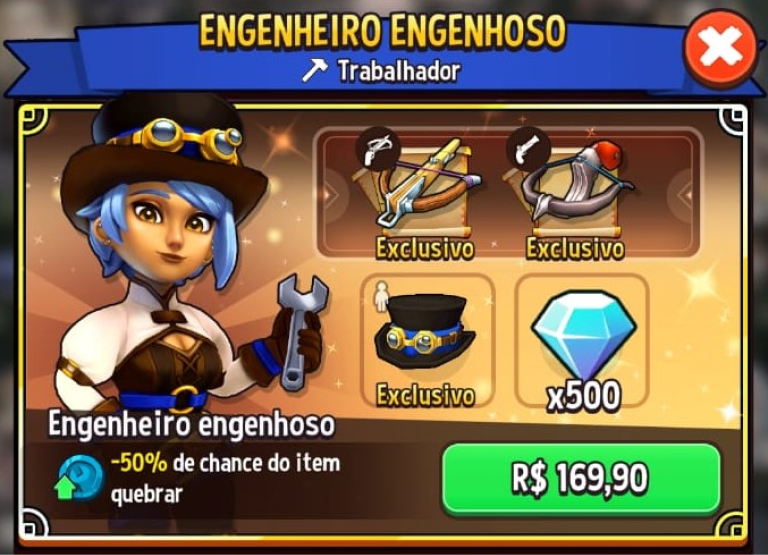 ENGENHEIRO ENGENHOSO
Trabalhador
Exclusivo
Exclusivo
Exclusivo
x500
Engenheiro engenhoso
-50% de chance do item
quebrar
R$ 169,90